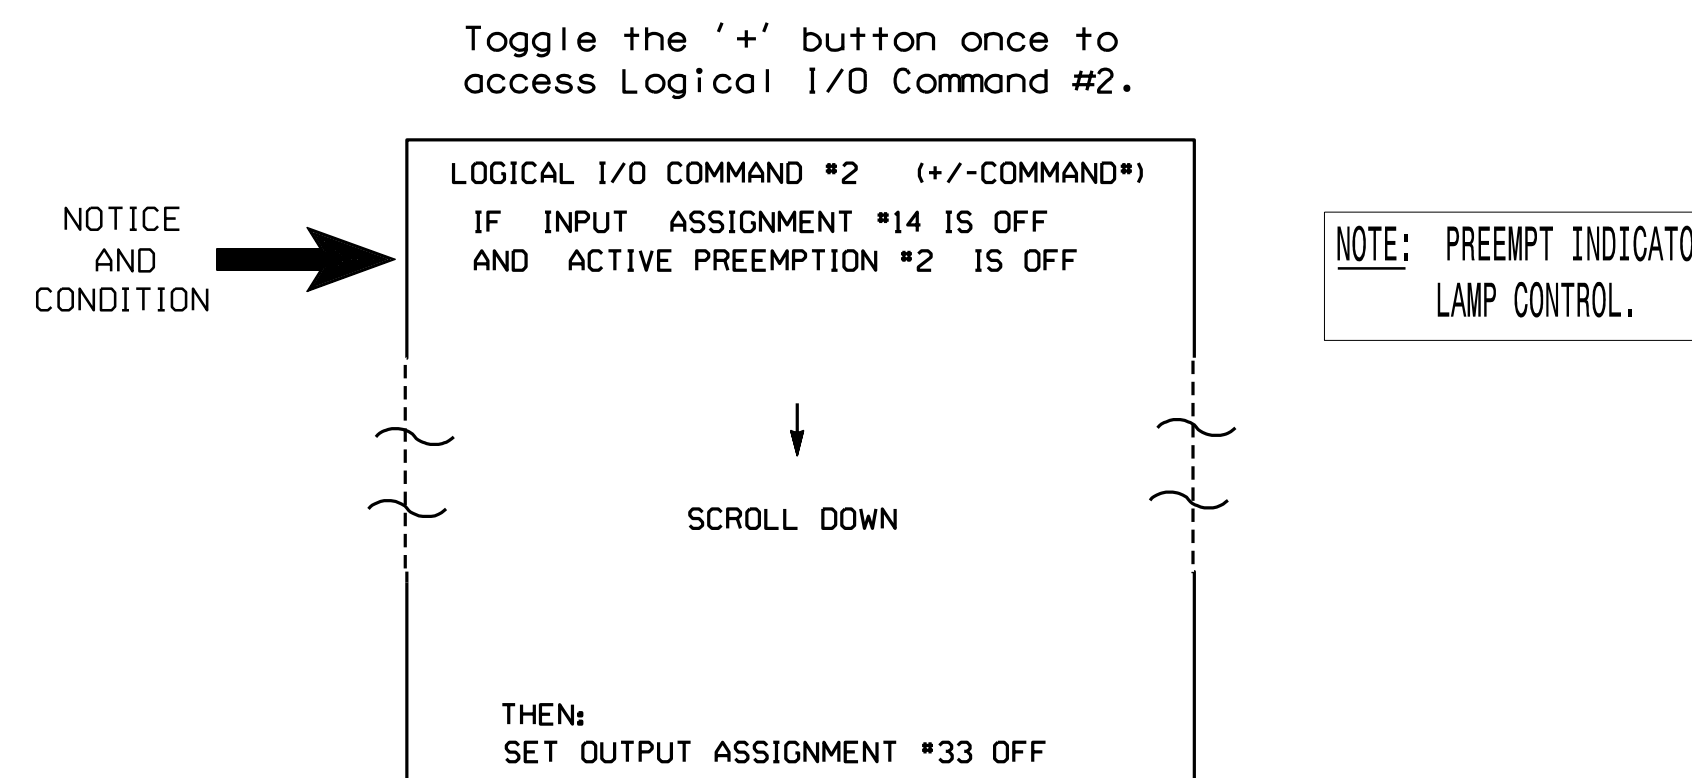 Toggle the '+' button once to
access Logical I/O Command #2.
LOGICAL I/O COMMAND #2 (+/-COMMAND#)
IF INPUT ASSIGNMENT #14 IS OFF
AND ACTIVE PREEMPTION #2 IS OFF
NOTICE
AND
CONDITION
NOTE: PREEMPT
LAMP CONTROL.
SCROLL DOWN
THEN:
SET OUTPUT ASSIGNMENT #33 OFF